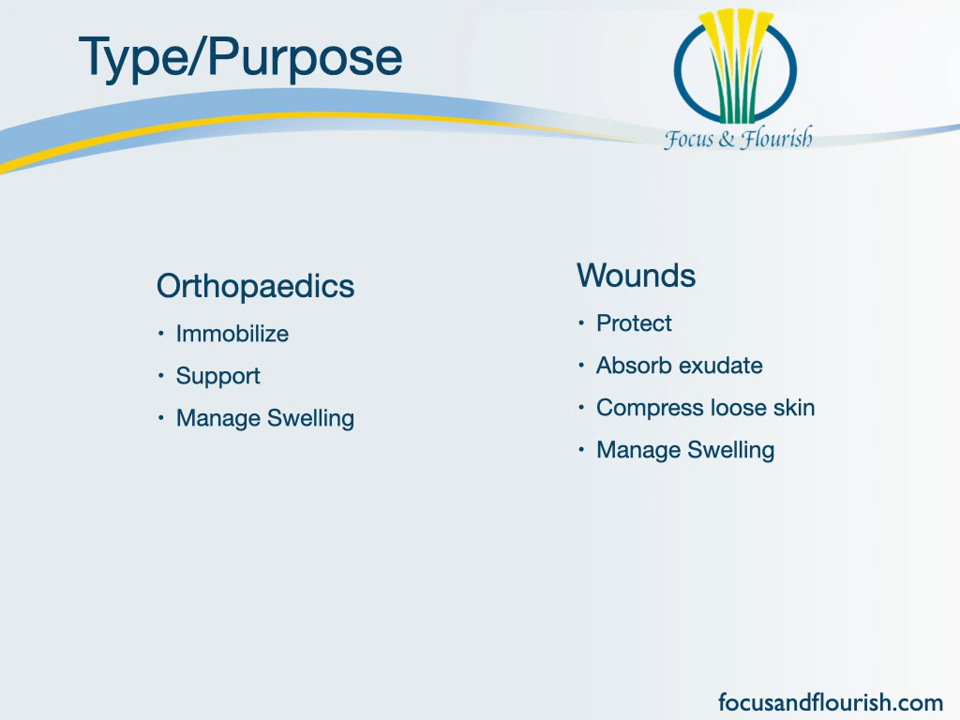 Type/Purpose
Focus & Flourish
Orthopaedics
• Immobilize
• Support
• Manage Swelling
Wounds
• Protect
• Absorb exudate
• Compress loose skin
• Manage Swelling
focusandflourish.com